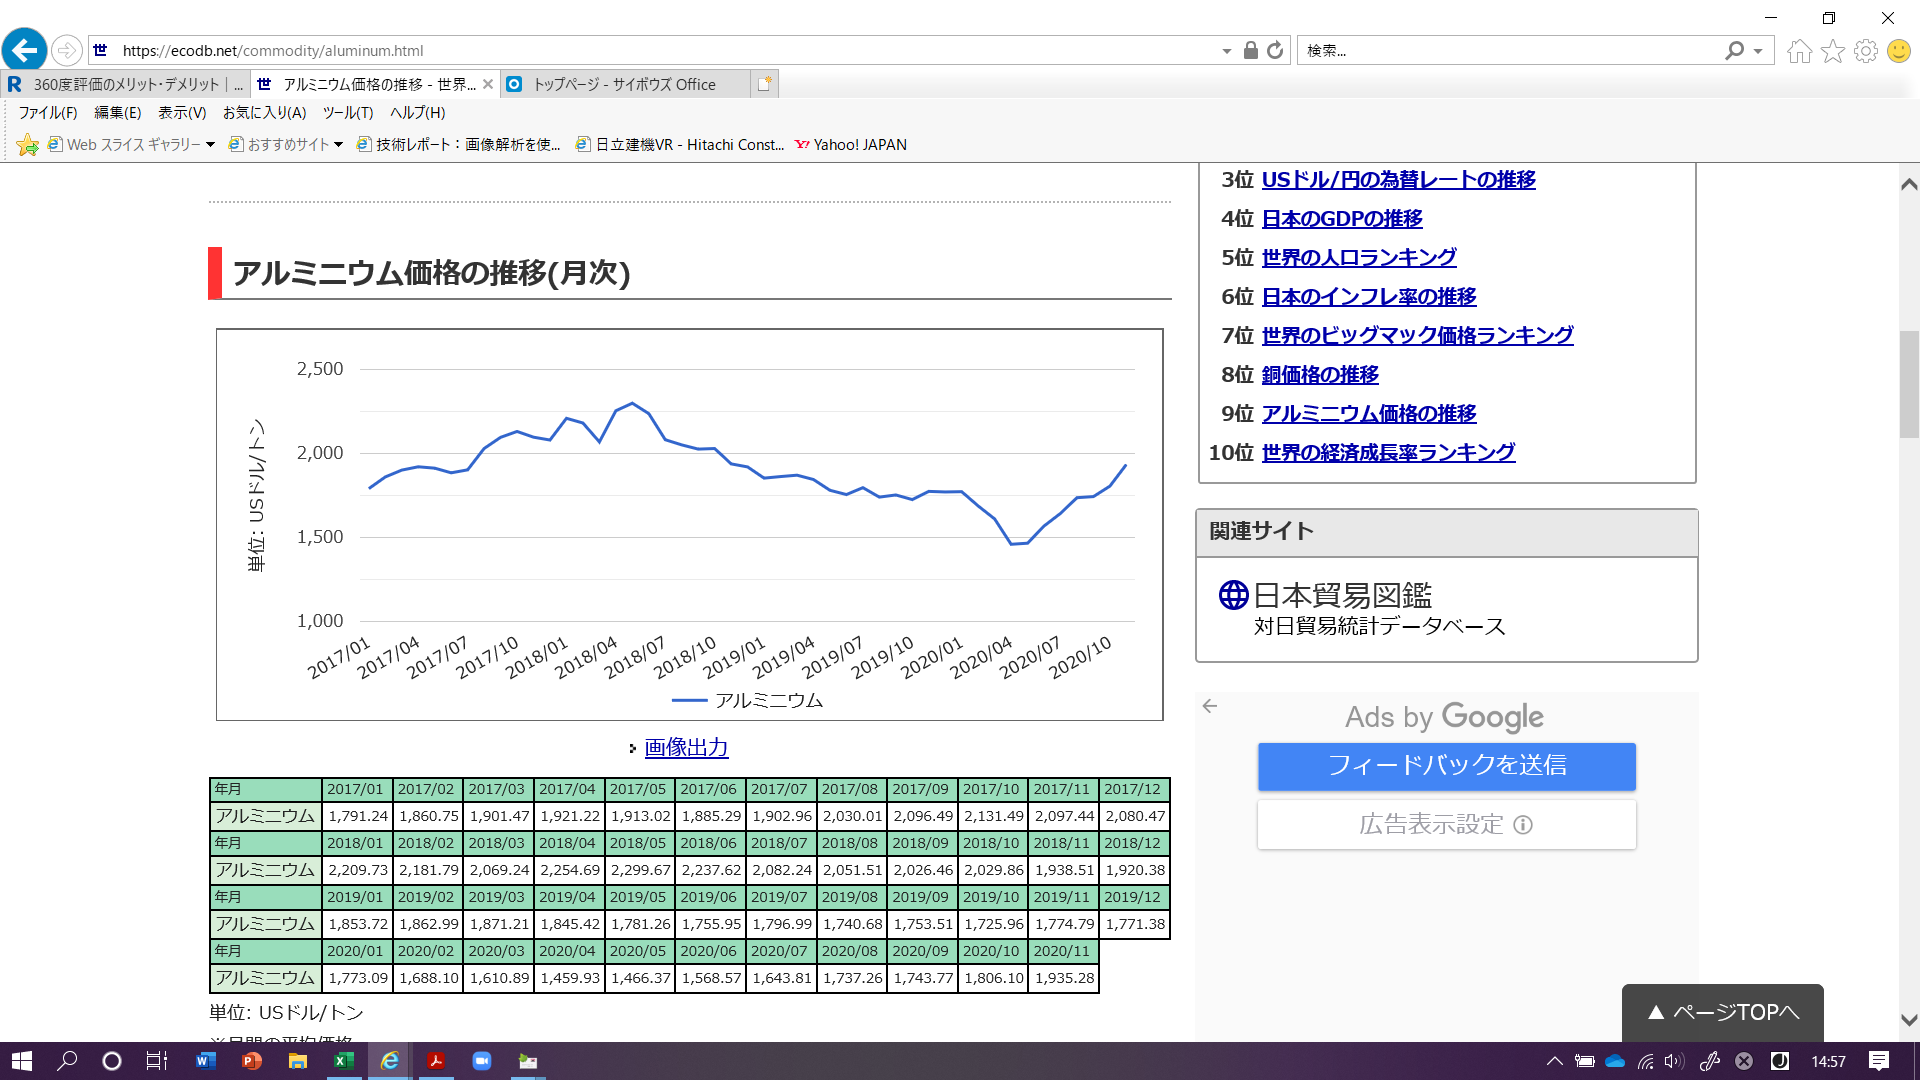 https://ecodb.net/commodity/aluminum.html
検索...
360度評価のメリット・デメリット | ...
アルミニウム価格の推移 - 世界...
トップページ - サイボウズ Office
ファイル(F) 編集(E) 表示(V) お気に入り(A) ツール(T) ヘルプ(H)
Web スライス ギャラリー おすすめサイト 技術レポート：画像解析を使... 日立建機VR - Hitachi Const... Yahoo! JAPAN
アルミニウム価格の推移(月次)
単位: USドル/トン
2,500
2,000
1,500
1,000
2017/01 2017/04 2017/07 2017/10 2018/01 2018/04 2018/07 2018/10 2019/01 2019/04 2019/07 2019/10 2020/01 2020/04 2020/07 2020/10
アルミニウム
画像出力
年月 2017/01 2017/02 2017/03 2017/04 2017/05 2017/06 2017/07 2017/08 2017/09 2017/10 2017/11 2017/12
アルミニウム 1,791.24 1,860.75 1,901.47 1,921.22 1,913.02 1,885.29 1,902.96 2,030.01 2,096.49 2,131.49 2,097.44 2,080.47
年月 2018/01 2018/02 2018/03 2018/04 2018/05 2018/06 2018/07 2018/08 2018/09 2018/10 2018/11 2018/12
アルミニウム 2,209.73 2,181.79 2,069.24 2,254.69 2,299.67 2,237.62 2,082.24 2,051.51 2,026.46 2,029.86 1,938.51 1,920.38
年月 2019/01 2019/02 2019/03 2019/04 2019/05 2019/06 2019/07 2019/08 2019/09 2019/10 2019/11 2019/12
アルミニウム 1,853.72 1,862.99 1,871.21 1,845.42 1,781.26 1,755.95 1,796.99 1,740.68 1,753.51 1,725.96 1,774.79 1,771.38
年月 2020/01 2020/02 2020/03 2020/04 2020/05 2020/06 2020/07 2020/08 2020/09 2020/10 2020/11
アルミニウム 1,773.09 1,688.10 1,610.89 1,459.93 1,466.37 1,568.57 1,643.81 1,737.26 1,743.77 1,806.10 1,935.28
単位: USドル/トン
※月間の平均価格
3位 USドル/円の為替レートの推移
4位 日本のGDPの推移
5位 世界の人口ランキング
6位 日本のインフレ率の推移
7位 世界のビッグマック価格ランキング
8位 銅価格の推移
9位 アルミニウム価格の推移
10位 世界の経済成長率ランキング
関連サイト
日本貿易図鑑
対日貿易統計データベース
Ads by Google
フィードバックを送信
広告表示設定
▲ ページTOPへ
14:57